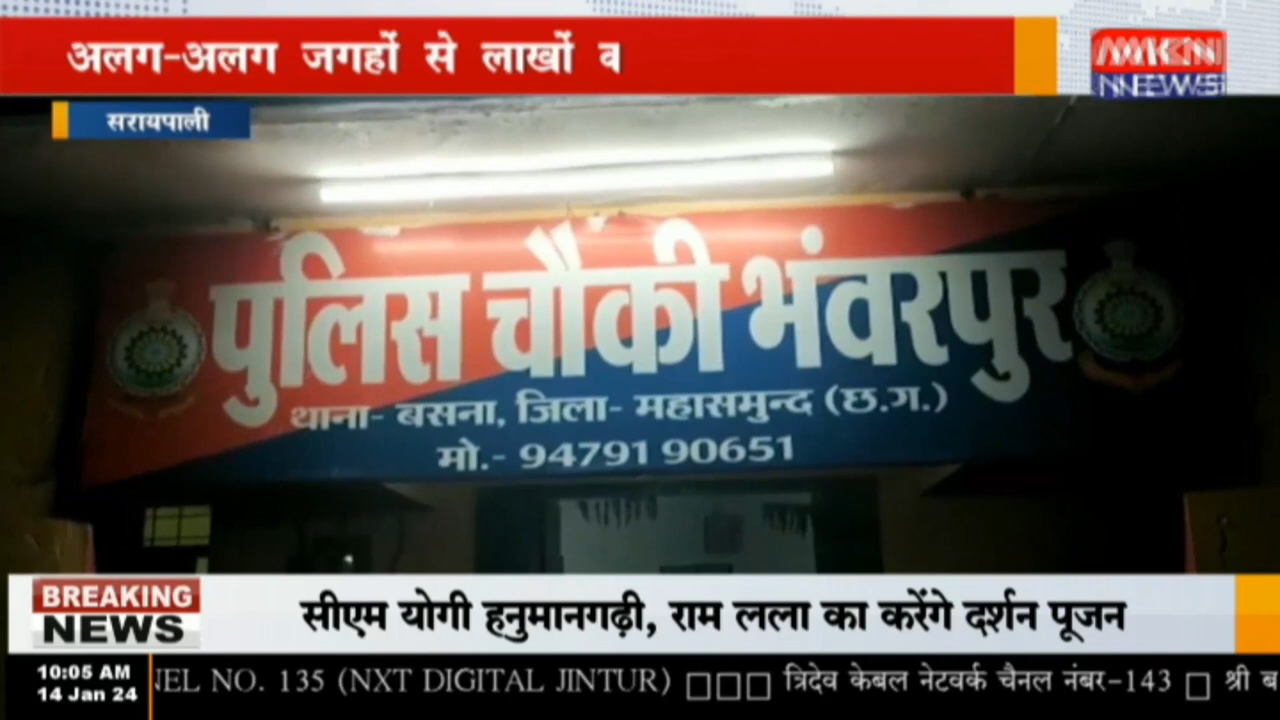 अलग-अलग जगहों से लाखों व
NEWS
सरायपाली
पुलिस चौंकी भंवरपुर
थाना- बसना, जिला- महासमुन्द (छ.ग.)
मो.- 94791 90651
BREAKING NEWS
सीएम योगी हनुमानगढ़ी, राम लला का करेंगे दर्शन पूजन
10:05 AM
14 Jan 24
NEL NO. 135 (NXT DIGITAL JINTUR) □□□ त्रिदेव केबल नेटवर्क चैनल नंबर-143 □ श्री ब